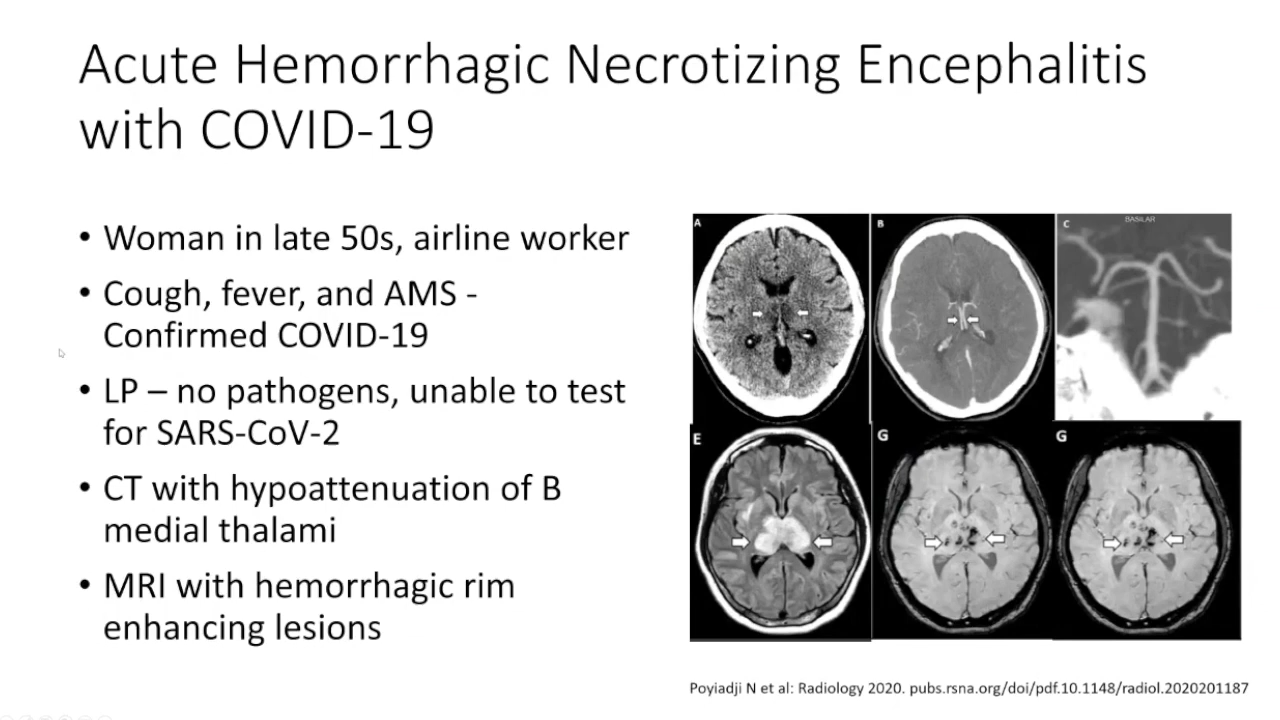 Acute Hemorrhagic Necrotizing Encephalitis
with COVID-19
• Woman in late 50s, airline worker
• Cough, fever, and AMS -
Confirmed COVID-19
• LP – no pathogens, unable to test
for SARS-CoV-2
• CT with hypoattenuation of B
medial thalami
• MRI with hemorrhagic rim
enhancing lesions
A
B
C
BASILAR
E
G
G
Poyiadji N et al: Radiology 2020. pubs.rsna.org/doi/pdf.10.1148/radiol.2020201187